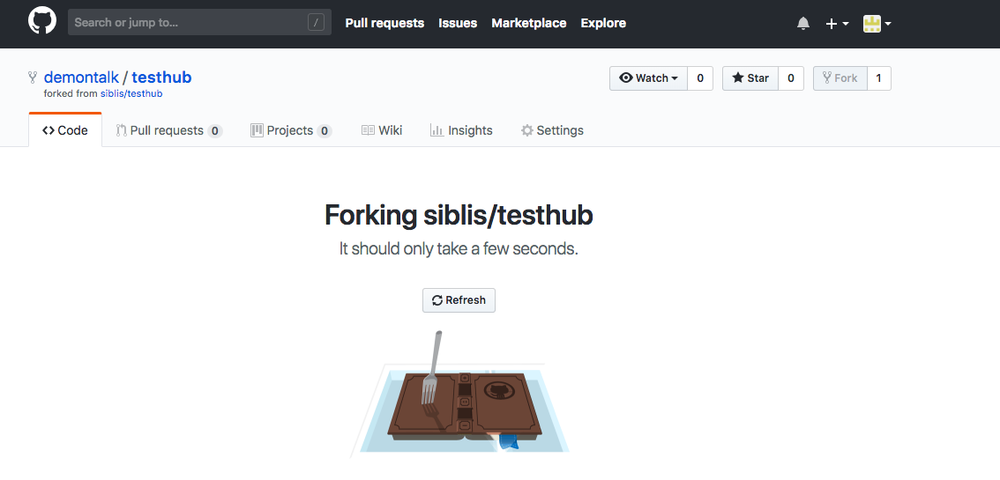 Search or jump to... / Pull requests Issues Marketplace Explore
demontalk / testhub Watch 0 Star 0 Fork 1
forked from siblis/testhub
Code Pull requests 0 Projects 0 Wiki Insights Settings
Forking siblis/testhub
It should only take a few seconds.
Refresh